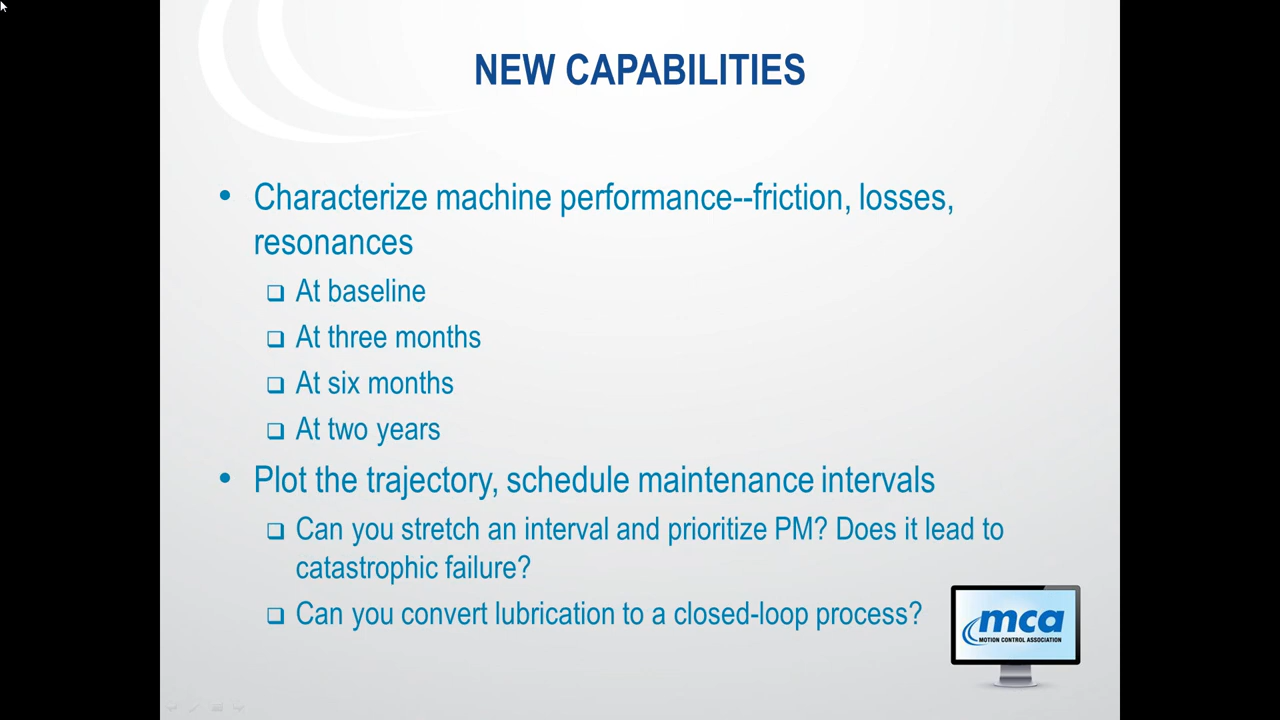 NEW CAPABILITIES
• Characterize machine performance--friction, losses,
resonances
❑ At baseline
❑ At three months
❑ At six months
❑ At two years
• Plot the trajectory, schedule maintenance intervals
❑ Can you stretch an interval and prioritize PM? Does it lead to
catastrophic failure?
❑ Can you convert lubrication to a closed-loop process?
mca
MOTION CONTROL ASSOCIATION